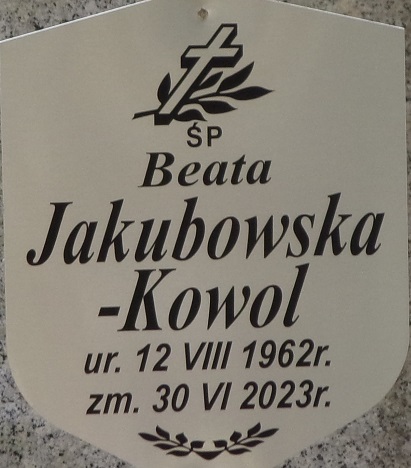 ŚP
Beata
Jakubowska
-Kowol
ur. 12 VIII 1962r.
zm. 30 VI 2023r.